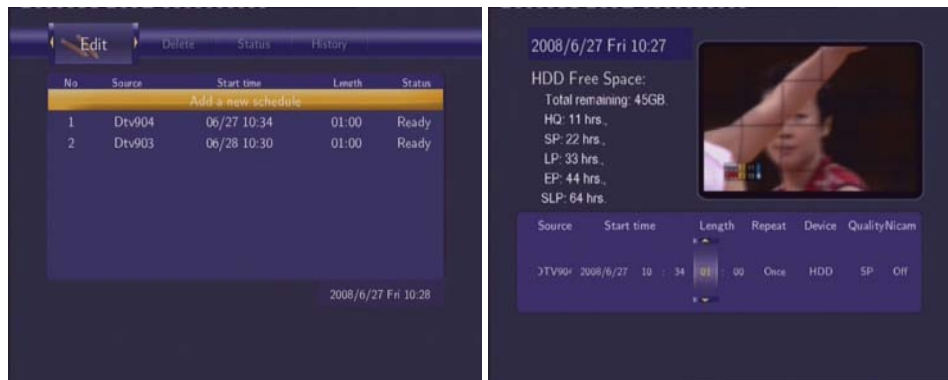 Edit Delete Status History
No Source Start time Length Status
Add a new schedule
1 Dtv904 06/27 10:34 01:00 Ready
2 Dtv903 06/28 10:30 01:00 Ready
2008/6/27 Fri 10:28
2008/6/27 Fri 10:27
HDD Free Space:
Total remaining: 45GB.
HQ: 11 hrs.,
SP: 22 hrs.,
LP: 33 hrs.,
EP: 44 hrs.,
SLP: 64 hrs.
Source Start time Length Repeat Device Quality Nicam
DTV904 2008/6/27 10 : 34 01 : 00 Once HDD SP Off